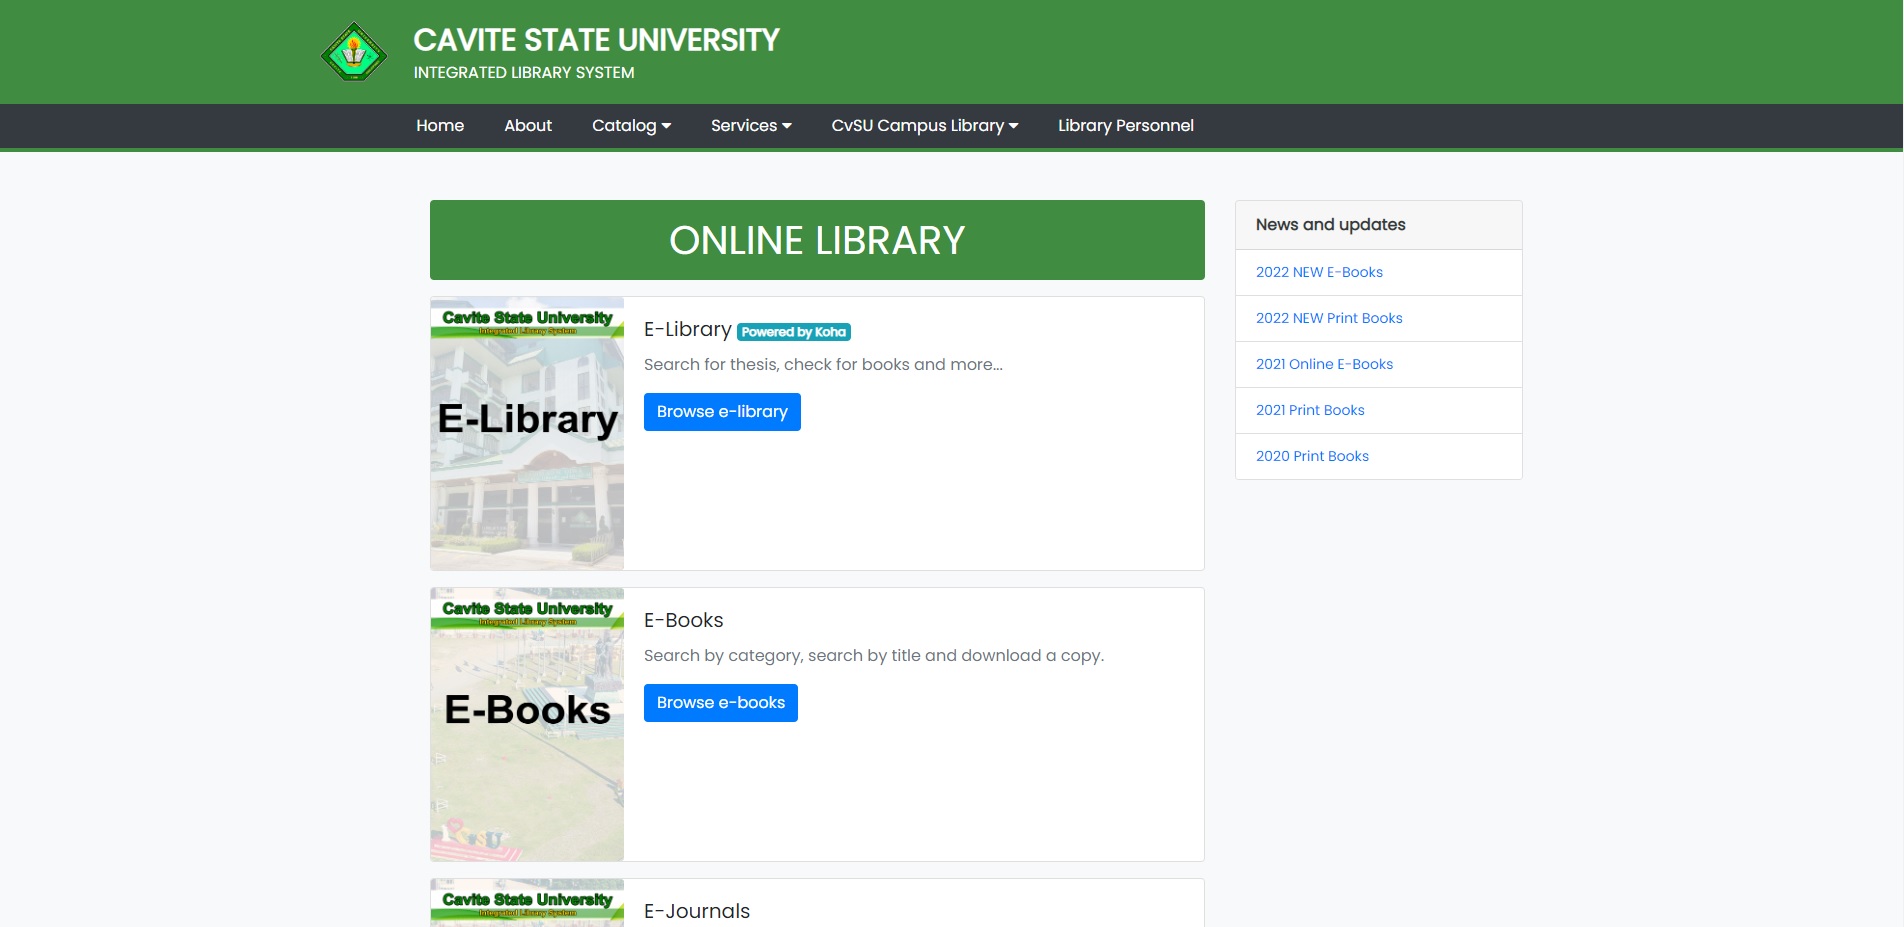 CAVITE STATE UNIVERSITY
INTEGRATED LIBRARY SYSTEM
Home About Catalog Services CvSU Campus Library Library Personnel
ONLINE LIBRARY
Cavite State University
Integrated Library System
E-Library
E-Library Powered by Koha
Search for thesis, check for books and more...
Browse e-library
Cavite State University
Integrated Library System
E-Books
E-Books
Search by category, search by title and download a copy.
Browse e-books
Cavite State University
Integrated Library System
E-Journals
News and updates
2022 NEW E-Books
2022 NEW Print Books
2021 Online E-Books
2021 Print Books
2020 Print Books